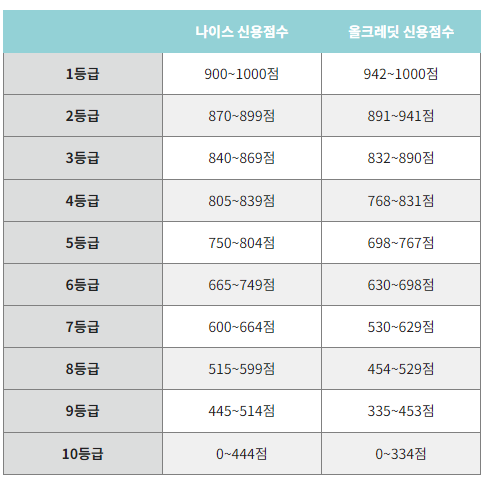 나이스 신용점수 올크레딧 신용점수
1등급 900~1000점 942~1000점
2등급 870~899점 891~941점
3등급 840~869점 832~890점
4등급 805~839점 768~831점
5등급 750~804점 698~767점
6등급 665~749점 630~698점
7등급 600~664점 530~629점
8등급 515~599점 454~529점
9등급 445~514점 335~453점
10등급 0~444점 0~334점